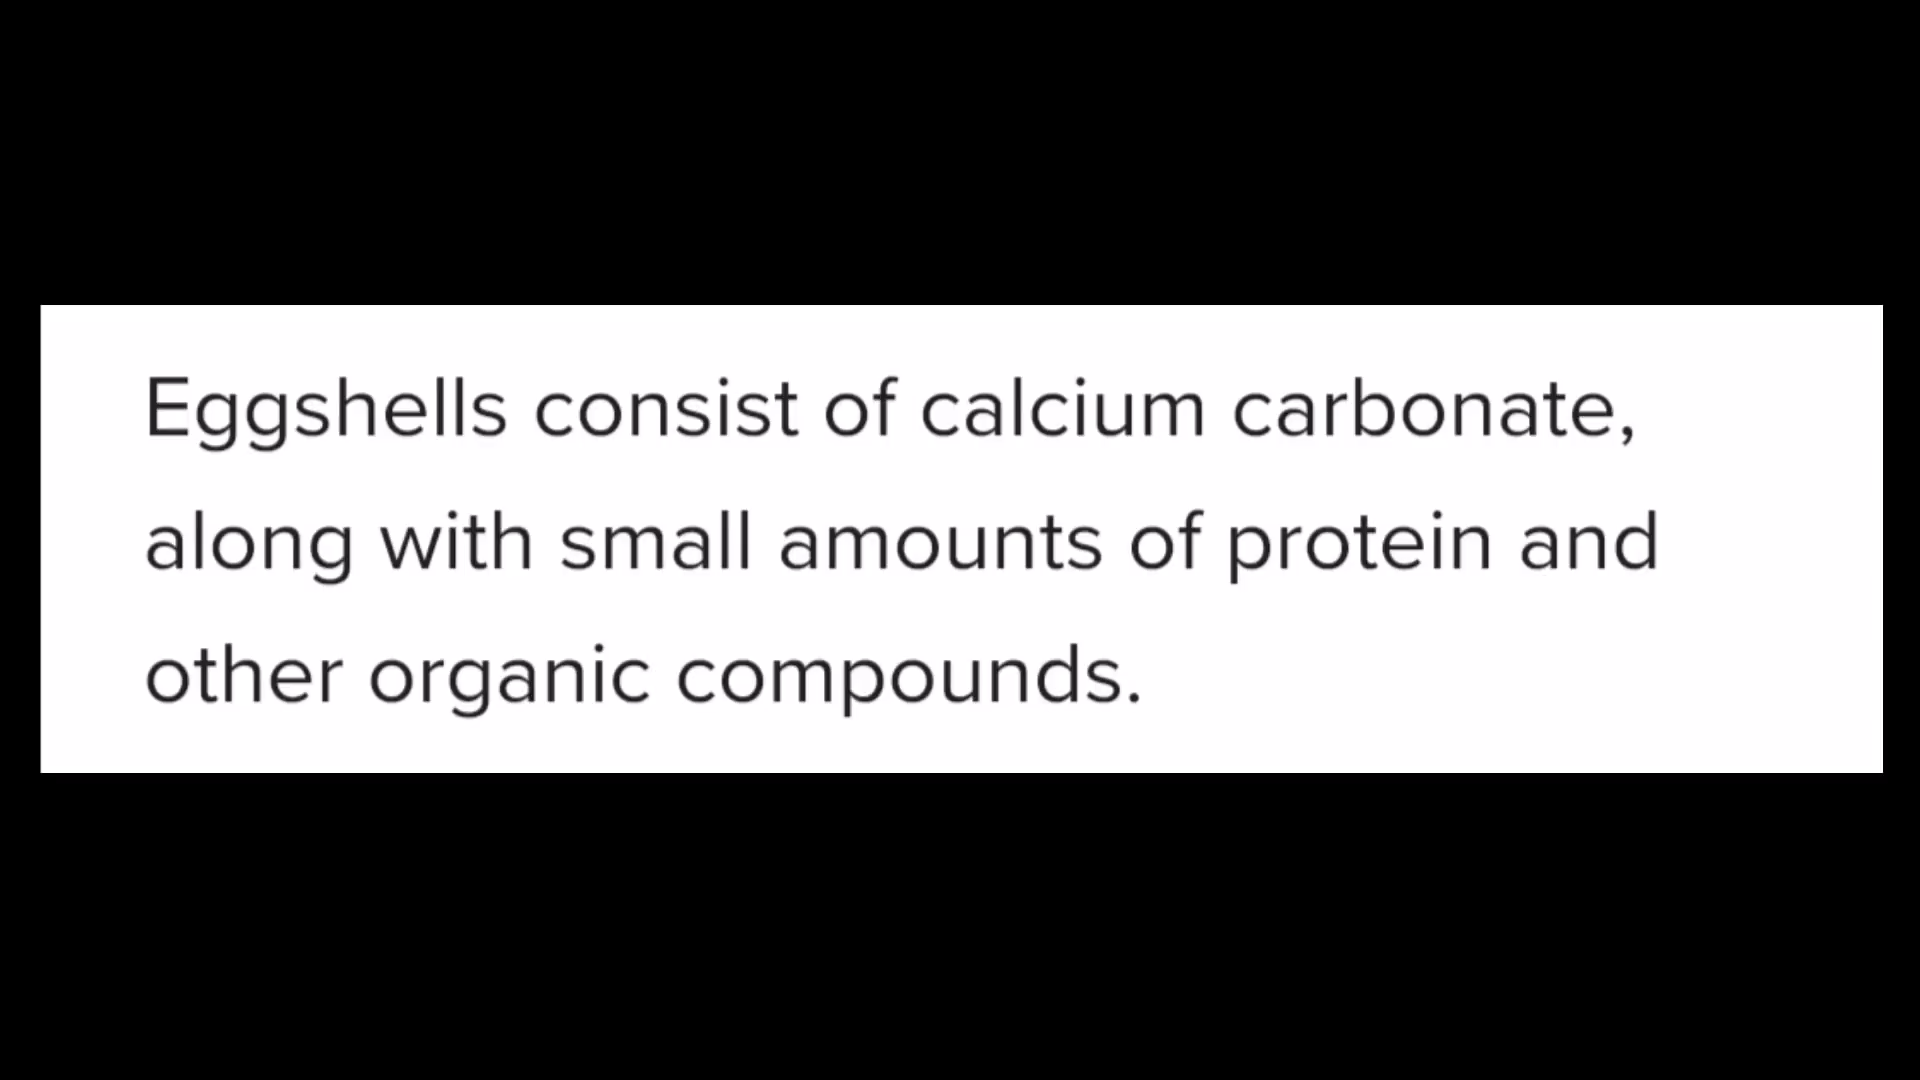 Eggshells consist of calcium carbonate,
along with small amounts of protein and
other organic compounds.